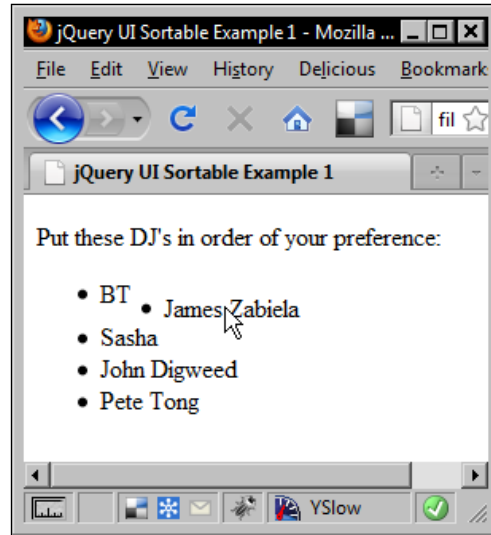 jQuery UI Sortable Example 1 - Mozilla ...
File Edit View History Delicious Bookmark
fil
jQuery UI Sortable Example 1
Put these DJ's in order of your preference:
• BT
• James Zabiela
• Sasha
• John Digweed
• Pete Tong
YSlow